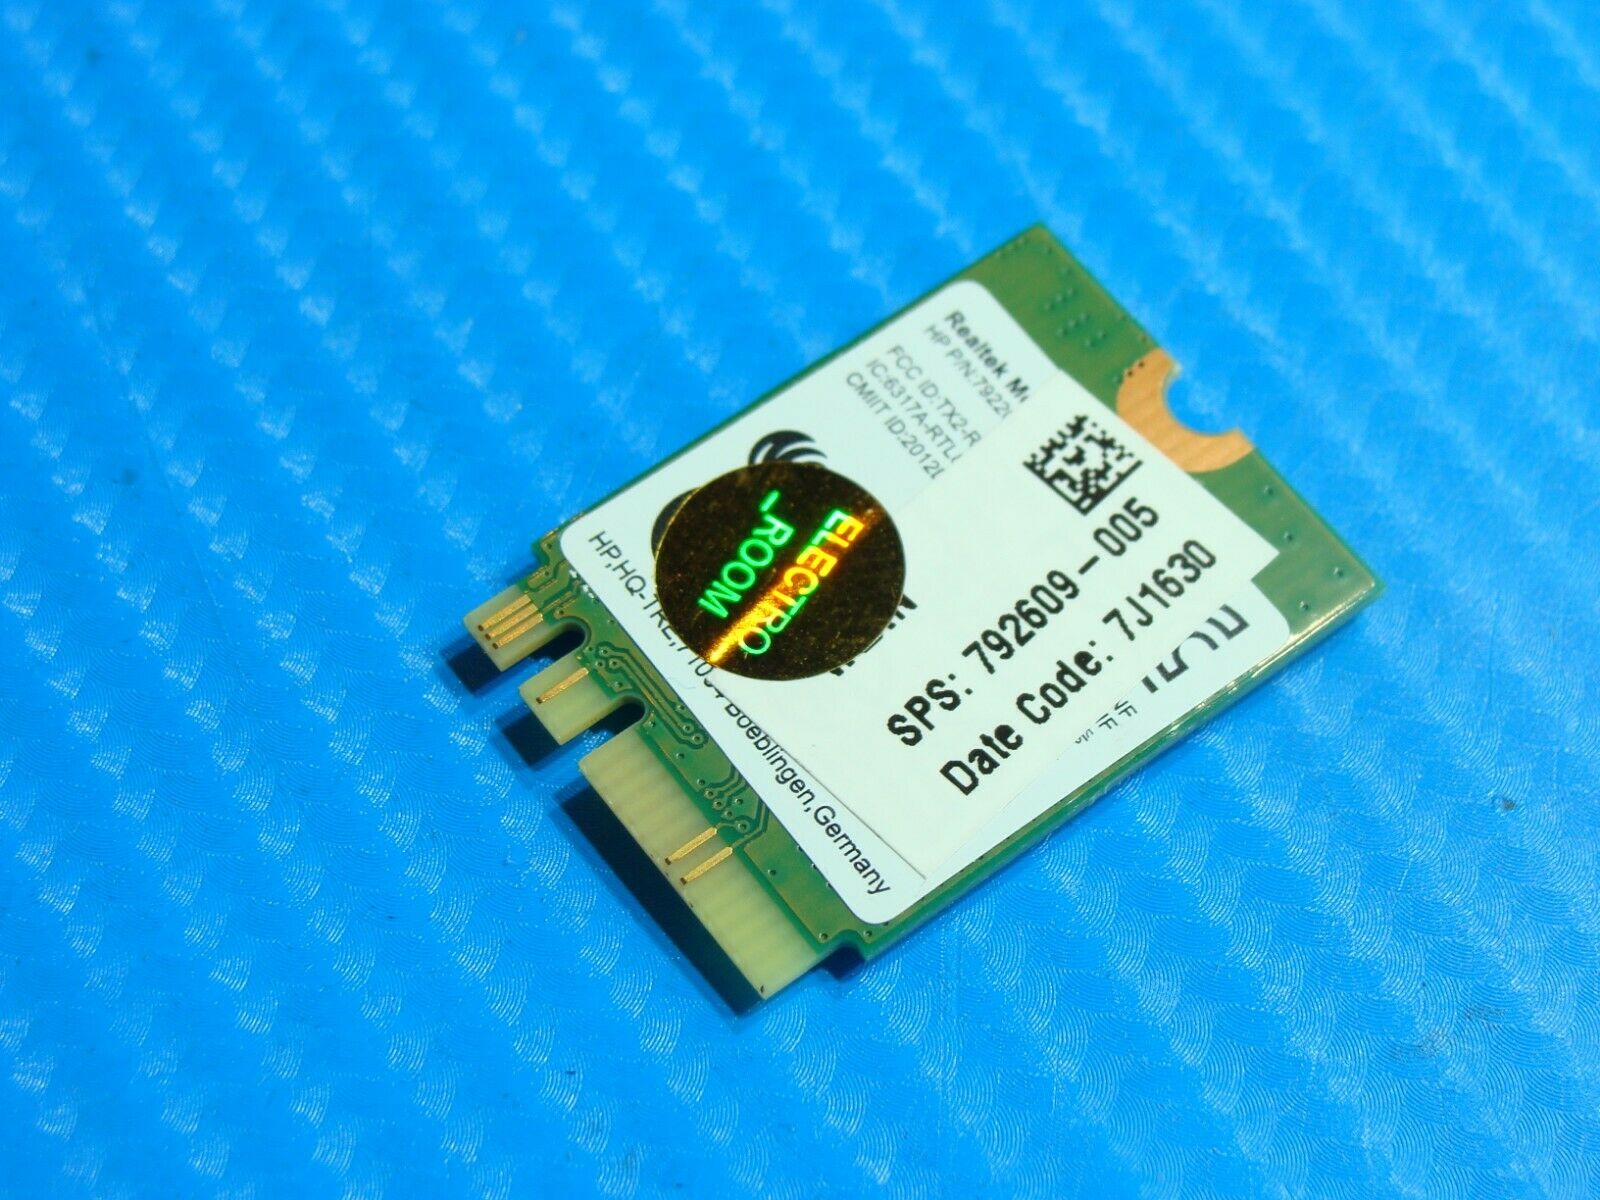 Realtek
HP P/N:7922
FCC ID:TX2-R
IC:6317A-RTL
CMIIT ID:2012
ELECTRO
_ROOM
SPS: 792609-005
Date Code: 7J1630
Boeblingen,Germany